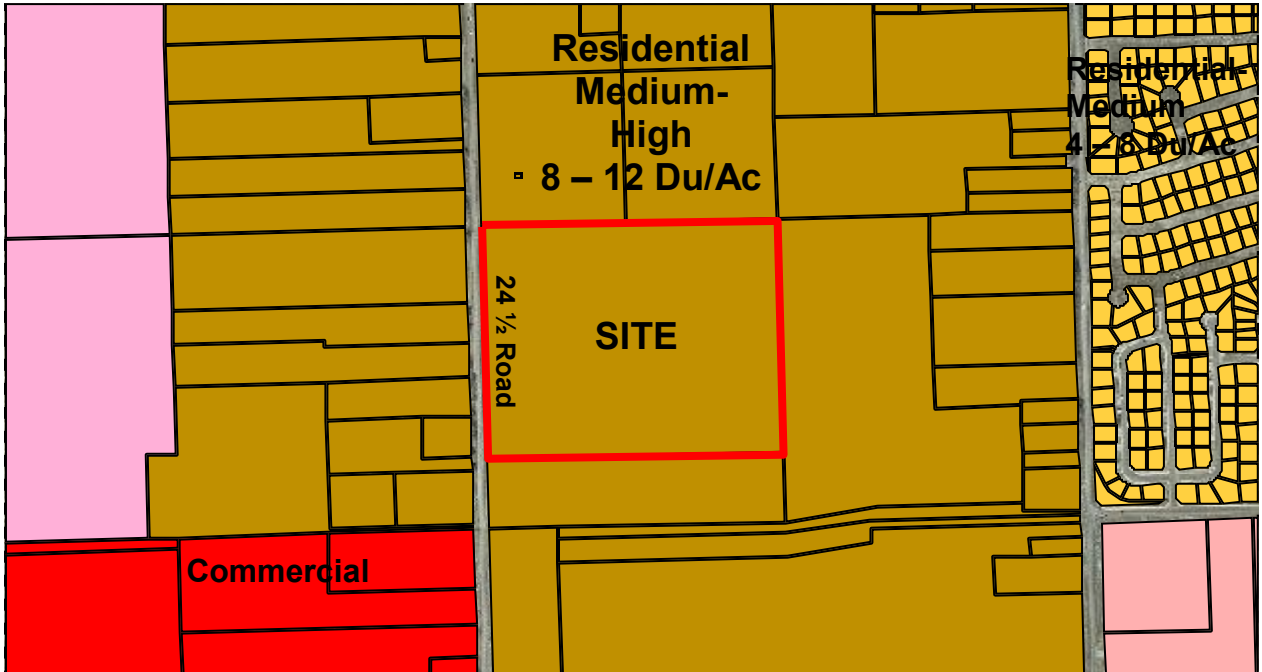 Residential
Medium-
High
8 – 12 Du/Ac
Residential-
Medium
4 – 8 Du/Ac
24 ½ Road
SITE
Commercial